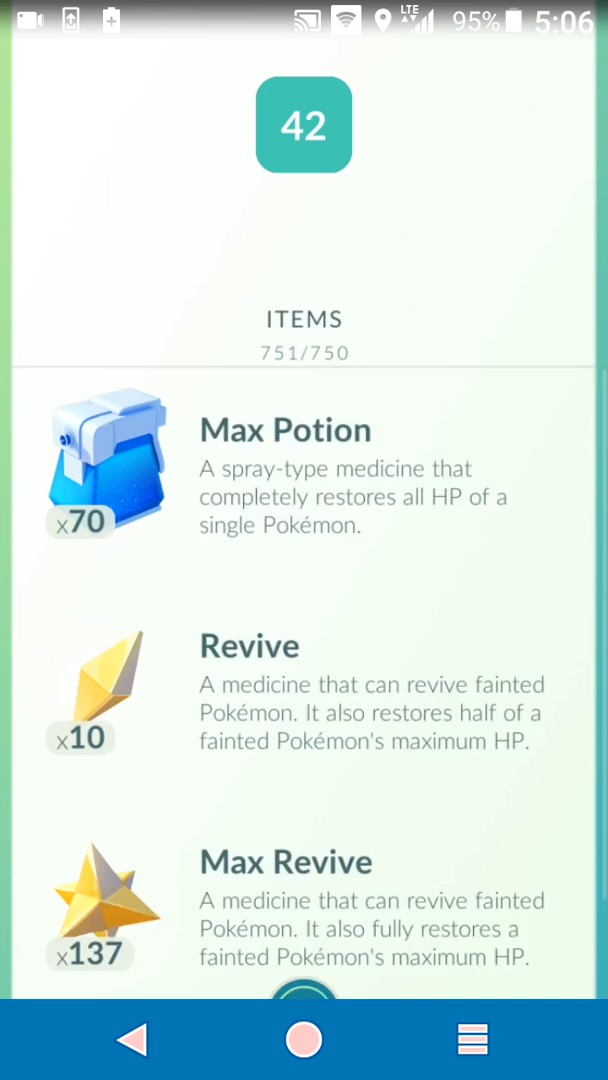 LTE 95% 5:06
42
ITEMS
751/750
Max Potion
A spray-type medicine that
completely restores all HP of a
single Pokémon.
x70
Revive
A medicine that can revive fainted
Pokémon. It also restores half of a
fainted Pokémon's maximum HP.
x10
Max Revive
A medicine that can revive fainted
Pokémon. It also fully restores a
fainted Pokémon's maximum HP.
x137